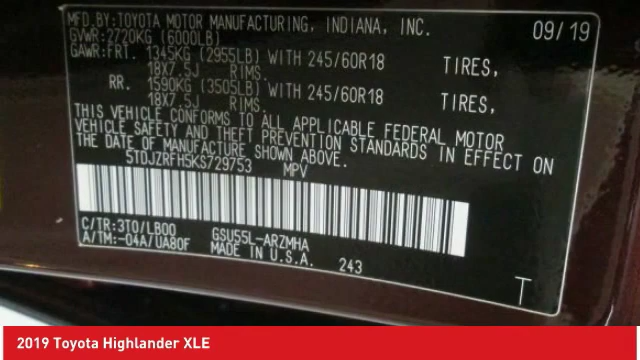 MFD.BY:TOYOTA MOTOR MANUFACTURING, INDIANA, INC. 09/19
GVWR:2720KG (6000LB)
GAWR:FRT. 1345KG (2955LB) WITH 245/60R18 TIRES,
18X7.5J RIMS.
RR. 1590KG (3505LB) WITH 245/60R18 TIRES,
18X7.5J RIMS.
THIS VEHICLE CONFORMS TO ALL APPLICABLE FEDERAL MOTOR
VEHICLE SAFETY AND THEFT PREVENTION STANDARDS IN EFFECT ON
THE DATE OF MANUFACTURE SHOWN ABOVE.
5TDJZRFH5KS729753 MPV
C/TR:3T0/LB00 GSU55L-ARZMHA
A/TM:-04A/UA80F MADE IN U.S.A. 243
T
2019 Toyota Highlander XLE